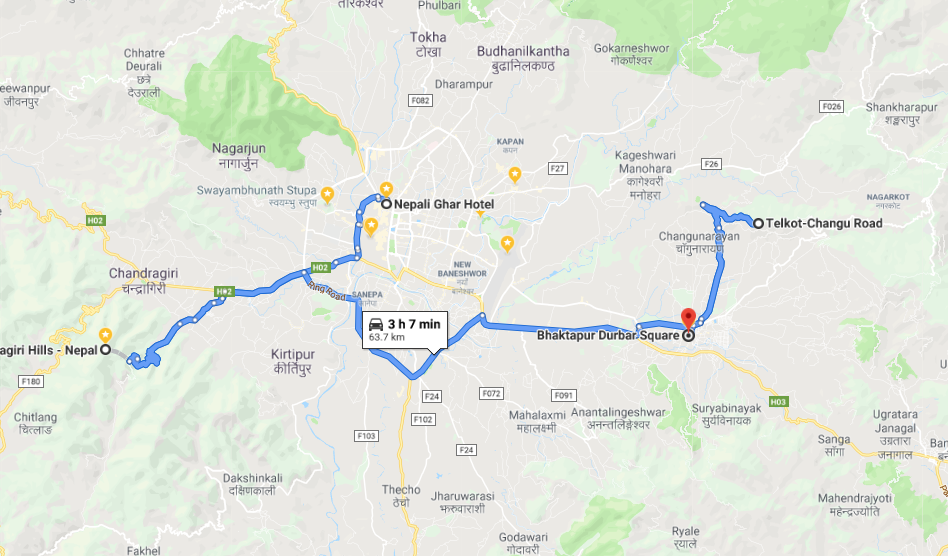 तारकेश्वर
Phulbari
Tokha
टोखा
Budhanilkantha
बुढानिलकण्ठ
Gokarneshwor
गोकर्णेश्वर
Chhatre
Deurali
छत्रे
देउराली
Dharampur
जीवनपुर
F082
F026
Shankharapur
शङ्खरापुर
KAPAN
कपन
Nagarjun
नागार्जुन
F27
Kageshwari
Manohara
कागेश्वरी
मनोहरा
F26
Swayambhunath Stupa
स्वयम्भु स्तूपा
NAGARKOT
नगरकोट
Nepali Ghar Hotel
H02
Telkot-Changu Road
Changunarayan
चाँगुनारायण
Chandragiri
चन्द्रागिरी
H02
NEW
BANESHWOR
नयाँ
बानेश्वर
H02
Ring Road
SANEPA
3 h 7 min
63.7 km
agiri Hills - Nepal
Bhaktapur Durbar Square
Kirtipur
कीर्तिपुर
F180
F24
F072
F091
H03
F102
Chitlang
चित्लाङ
Mahalaxmi
महालक्ष्मी
Anantalingeshwar
अनन्तलिङ्गेश्वर
Suryabinayak
सुर्यविनायक
Ugratara
Janagal
उग्रतारा
जनागाल
F103
F24
Sanga
साँगा
Dakshinkali
दक्षिणकाली
Thecho
ठेचो
Jharuwarasi
झरुवाराशी
Mahendrajyoti
महेन्द्रज्योति
Godawari
गोदावरी
Ryale
र्‍याले
Fakhel